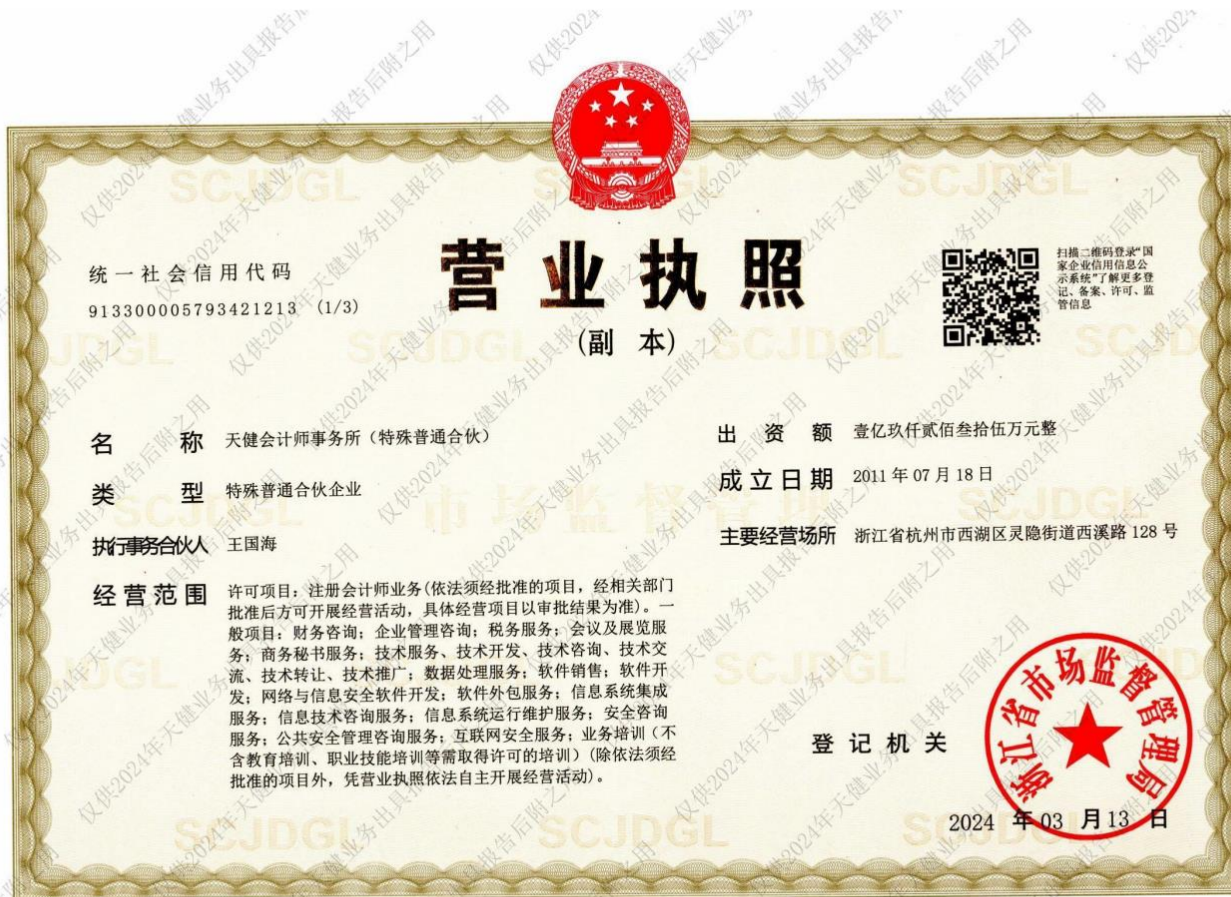 营业执照
(副 本)
统一社会信用代码
913300005793421213 (1/3)
扫描二维码登录“国
家企业信用信息公
示系统”了解更多登
记、备案、许可、监
管信息
名 称 天健会计师事务所（特殊普通合伙）
类 型 特殊普通合伙企业
执行事务合伙人 王国海
经营范围 许可项目：注册会计师业务(依法须经批准的项目，经相关部门
批准后方可开展经营活动，具体经营项目以审批结果为准)。一
般项目：财务咨询；企业管理咨询；税务服务；会议及展览服
务；商务秘书服务；技术服务、技术开发、技术咨询、技术交
流、技术转让、技术推广；数据处理服务；软件销售；软件开
发；网络与信息安全软件开发；软件外包服务；信息系统集成
服务；信息技术咨询服务；信息系统运行维护服务；安全咨询
服务；公共安全管理咨询服务；互联网安全服务；业务培训（不
含教育培训、职业技能培训等需取得许可的培训）(除依法须经
批准的项目外，凭营业执照依法自主开展经营活动)。
出 资 额 壹亿玖仟贰佰叁拾伍万元整
成立日期 2011 年 07 月 18 日
主要经营场所 浙江省杭州市西湖区灵隐街道西溪路 128 号
登记机关
浙江省市场监督管理局
2024 年 03 月 13 日
SCJDGL
市场监督管理
仅供2024年天健业务出具报告后附之用